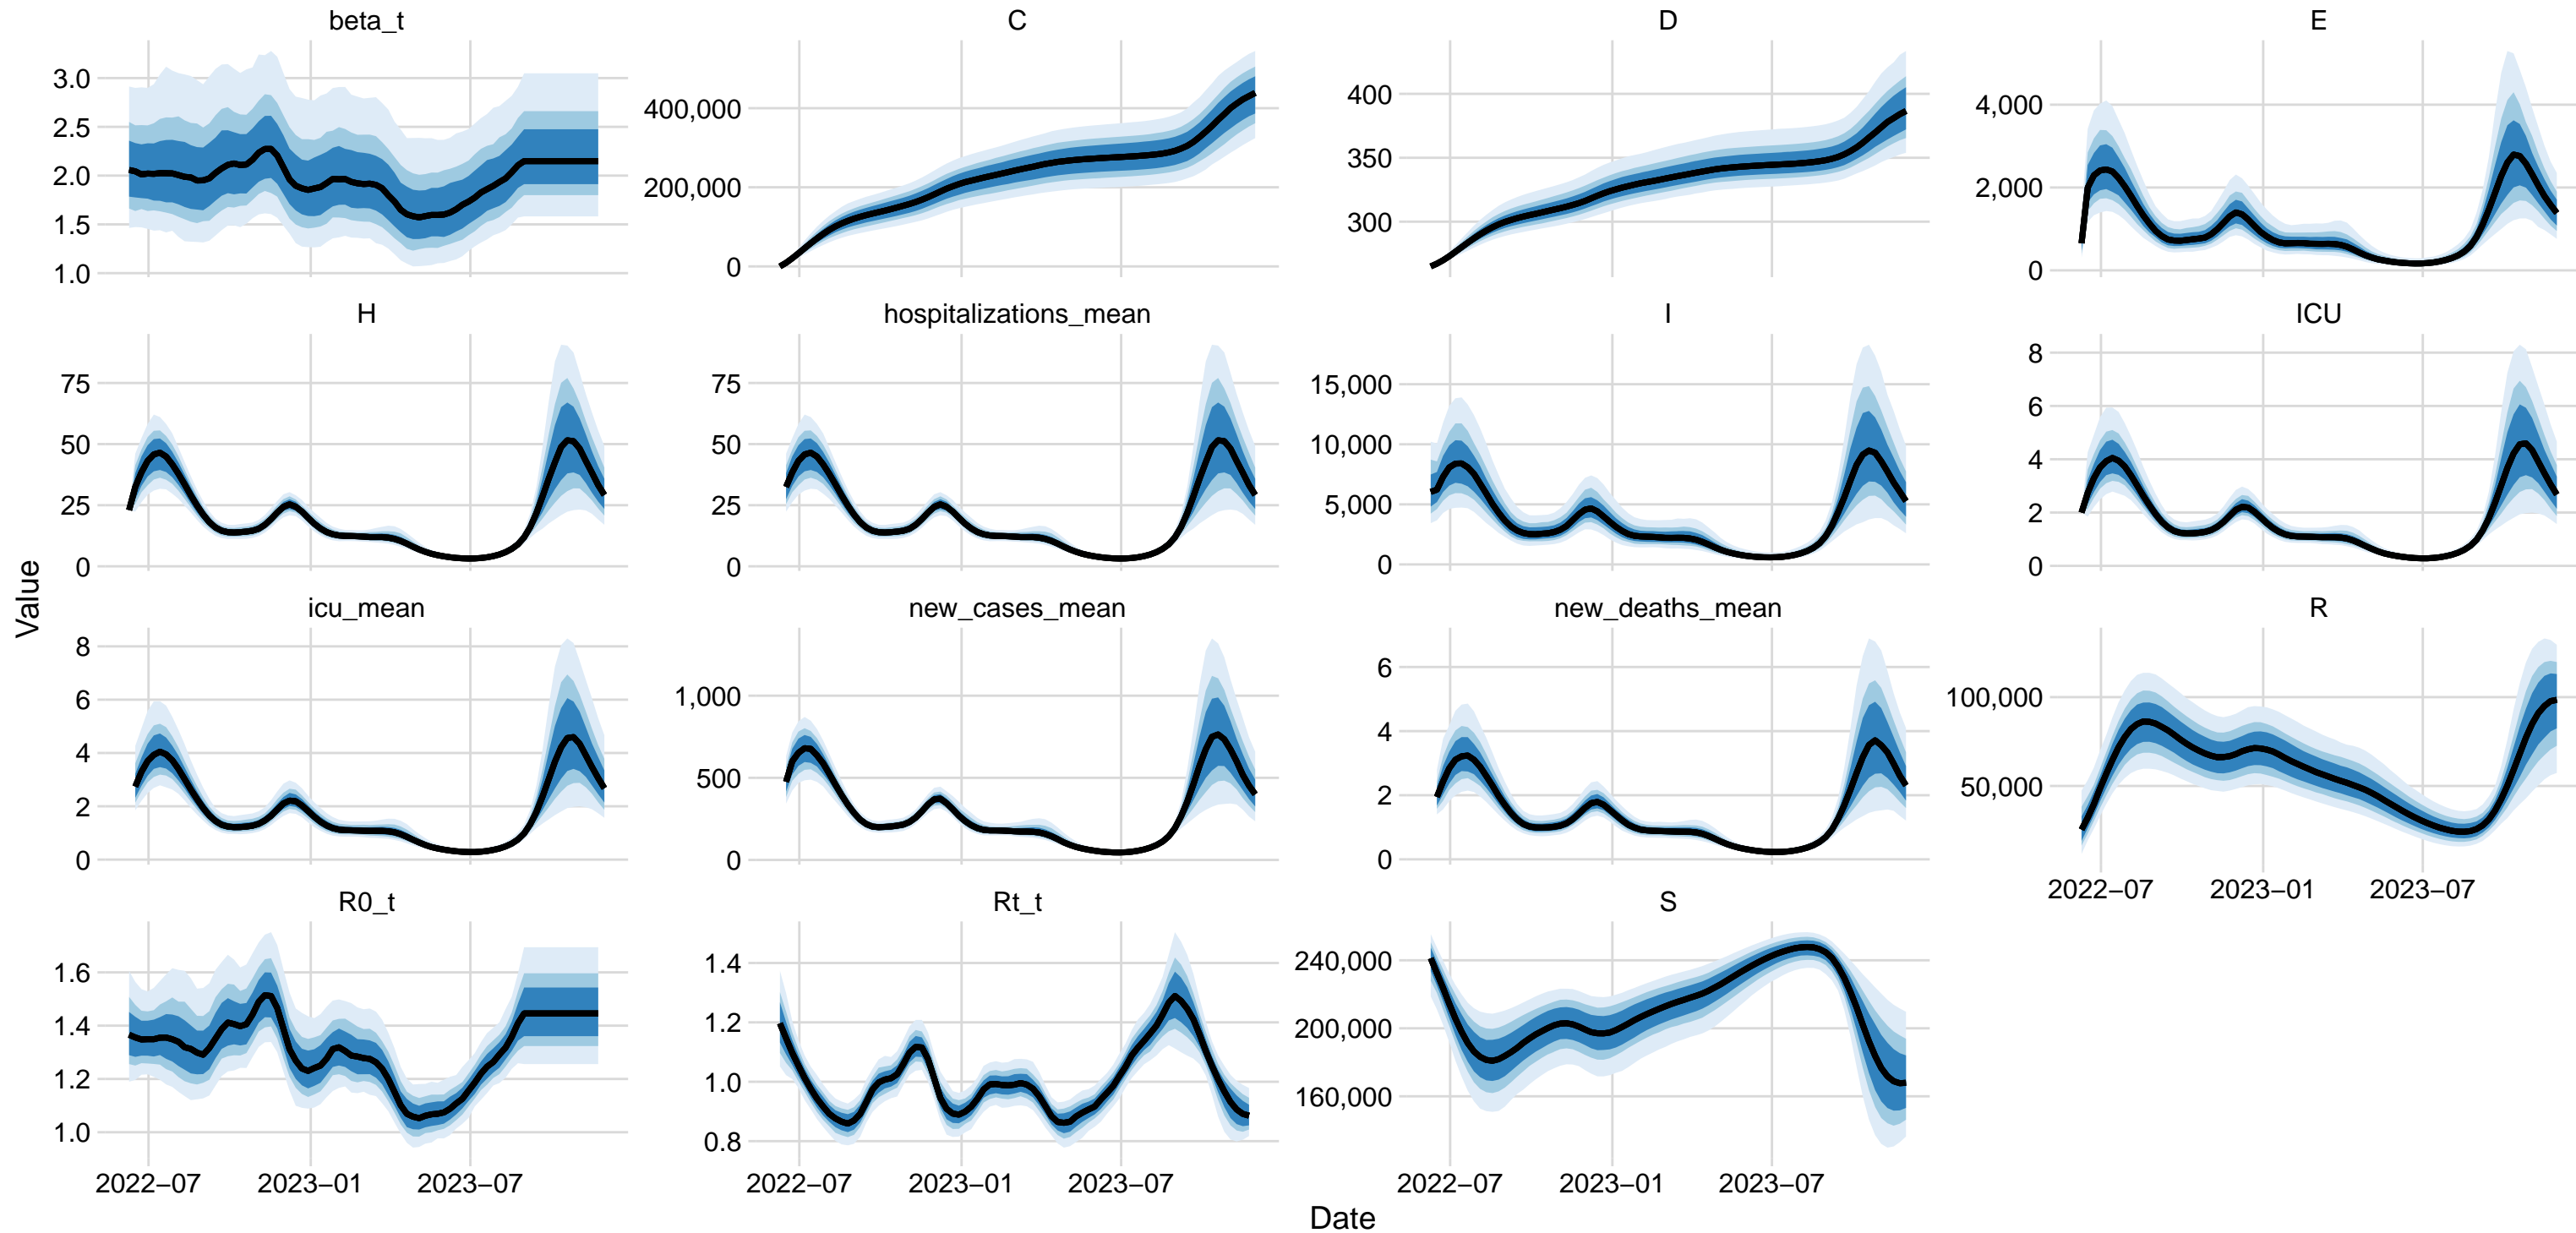 beta_t
C
D
E
3.0
2.5
2.0
1.5
1.0
400,000
200,000
0
400
350
300
4,000
2,000
0
H
hospitalizations_mean
I
ICU
75
50
25
0
75
50
25
0
15,000
10,000
5,000
0
8
6
4
2
0
icu_mean
new_cases_mean
new_deaths_mean
R
8
6
4
2
0
1,000
500
0
6
4
2
0
100,000
50,000
2022−07 2023−01 2023−07
R0_t
Rt_t
S
1.6
1.4
1.2
1.0
1.4
1.2
1.0
0.8
240,000
200,000
160,000
2022−07 2023−01 2023−07
2022−07 2023−01 2023−07
2022−07 2023−01 2023−07
Value
Date